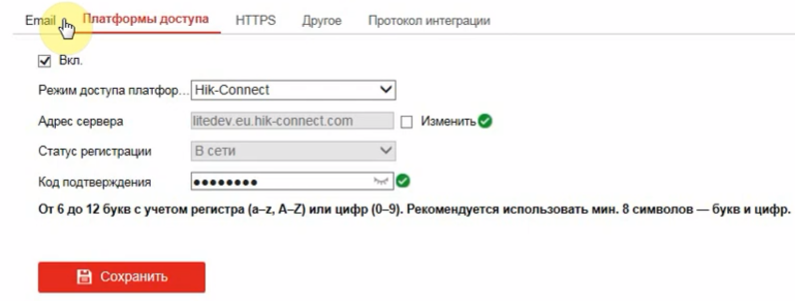 Email Платформы доступа HTTPS Другое Протокол интеграции
Вкл.
Режим доступа платфор... Hik-Connect
Адрес сервера litedev.eu.hik-connect.com Изменить
Статус регистрации В сети
Код подтверждения ●●●●●●●●
От 6 до 12 букв с учетом регистра (a–z, A–Z) или цифр (0–9). Рекомендуется использовать мин. 8 символов — букв и цифр.
Сохранить